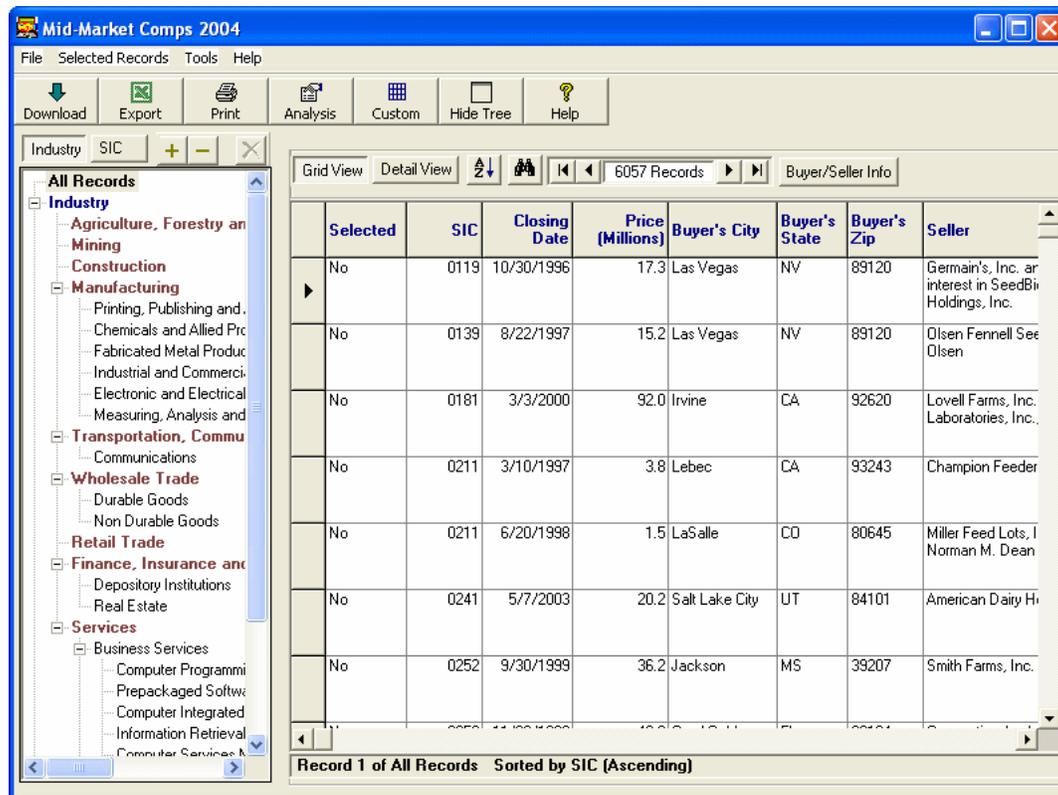 Mid-Market Comps 2004
File Selected Records Tools Help
Download Export Print Analysis Custom Hide Tree Help
Industry SIC
All Records
Industry
Agriculture, Forestry an
Mining
Construction
Manufacturing
Printing, Publishing and
Chemicals and Allied Pro
Fabricated Metal Produc
Industrial and Commerci
Electronic and Electrical
Measuring, Analysis and
Transportation, Commu
Communications
Wholesale Trade
Durable Goods
Non Durable Goods
Retail Trade
Finance, Insurance and
Depository Institutions
Real Estate
Services
Business Services
Computer Programmi
Prepackaged Softwa
Computer Integrated
Information Retrieval
Computer Services
Grid View Detail View 6057 Records Buyer/Seller Info
Selected SIC Closing Date Price (Millions) Buyer's City Buyer's State Buyer's Zip Seller
No 0119 10/30/1996 17.3 Las Vegas NV 89120 Germain's, Inc. an
interest in SeedBi
Holdings, Inc.
No 0139 8/22/1997 15.2 Las Vegas NV 89120 Olsen Fennell See
Olsen
No 0181 3/3/2000 92.0 Irvine CA 92620 Lovell Farms, Inc.
Laboratories, Inc.,
No 0211 3/10/1997 3.8 Lebec CA 93243 Champion Feeder
No 0211 6/20/1998 1.5 LaSalle CO 80645 Miller Feed Lots, I
Norman M. Dean
No 0241 5/7/2003 20.2 Salt Lake City UT 84101 American Dairy H
No 0252 9/30/1999 36.2 Jackson MS 39207 Smith Farms, Inc.
Record 1 of All Records Sorted by SIC (Ascending)